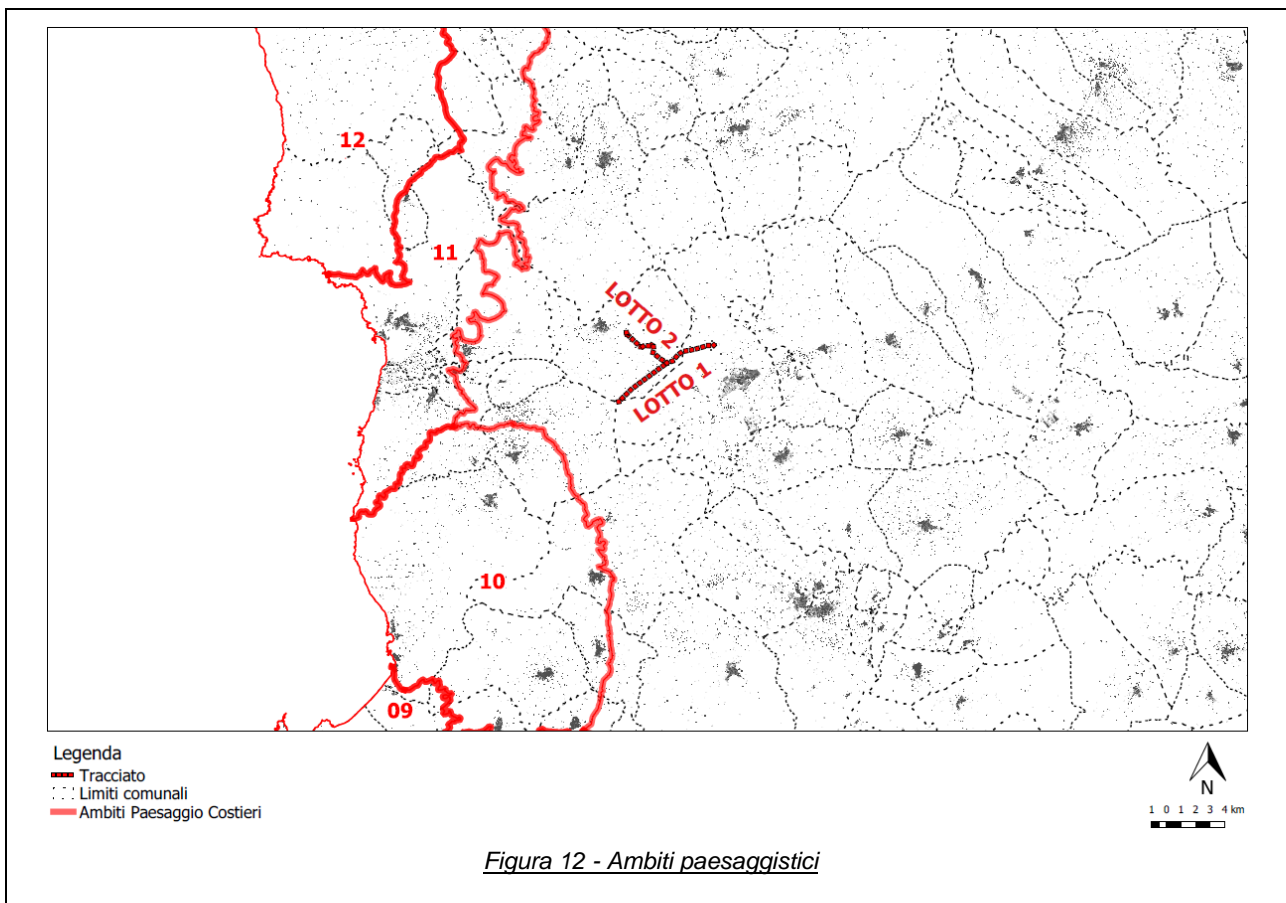 12
11
LOTTO 2
LOTTO 1
10
09
Legenda
Tracciato
Limiti comunali
Ambiti Paesaggio Costieri
N
1 0 1 2 3 4 km
Figura 12 - Ambiti paesaggistici